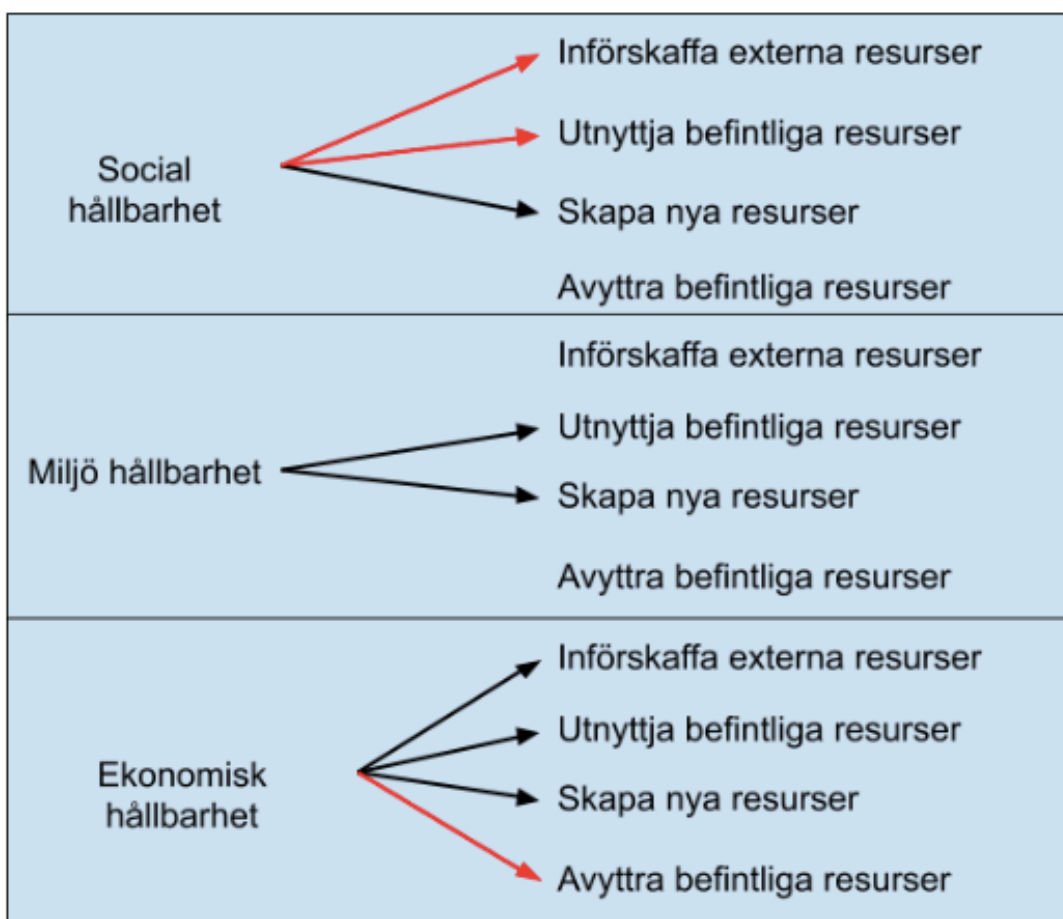 Införskaffa externa resurser
Utnyttja befintliga resurser
Social
hållbarhet
Skapa nya resurser
Avyttra befintliga resurser
Införskaffa externa resurser
Utnyttja befintliga resurser
Miljö hållbarhet
Skapa nya resurser
Avyttra befintliga resurser
Införskaffa externa resurser
Utnyttja befintliga resurser
Ekonomisk
hållbarhet
Skapa nya resurser
Avyttra befintliga resurser